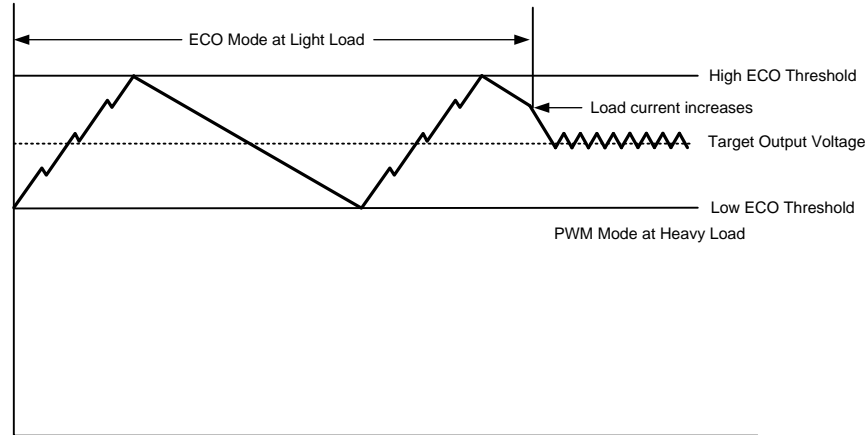 ECO Mode at Light Load
High ECO Threshold
Load current increases
Target Output Voltage
Low ECO Threshold
PWM Mode at Heavy Load